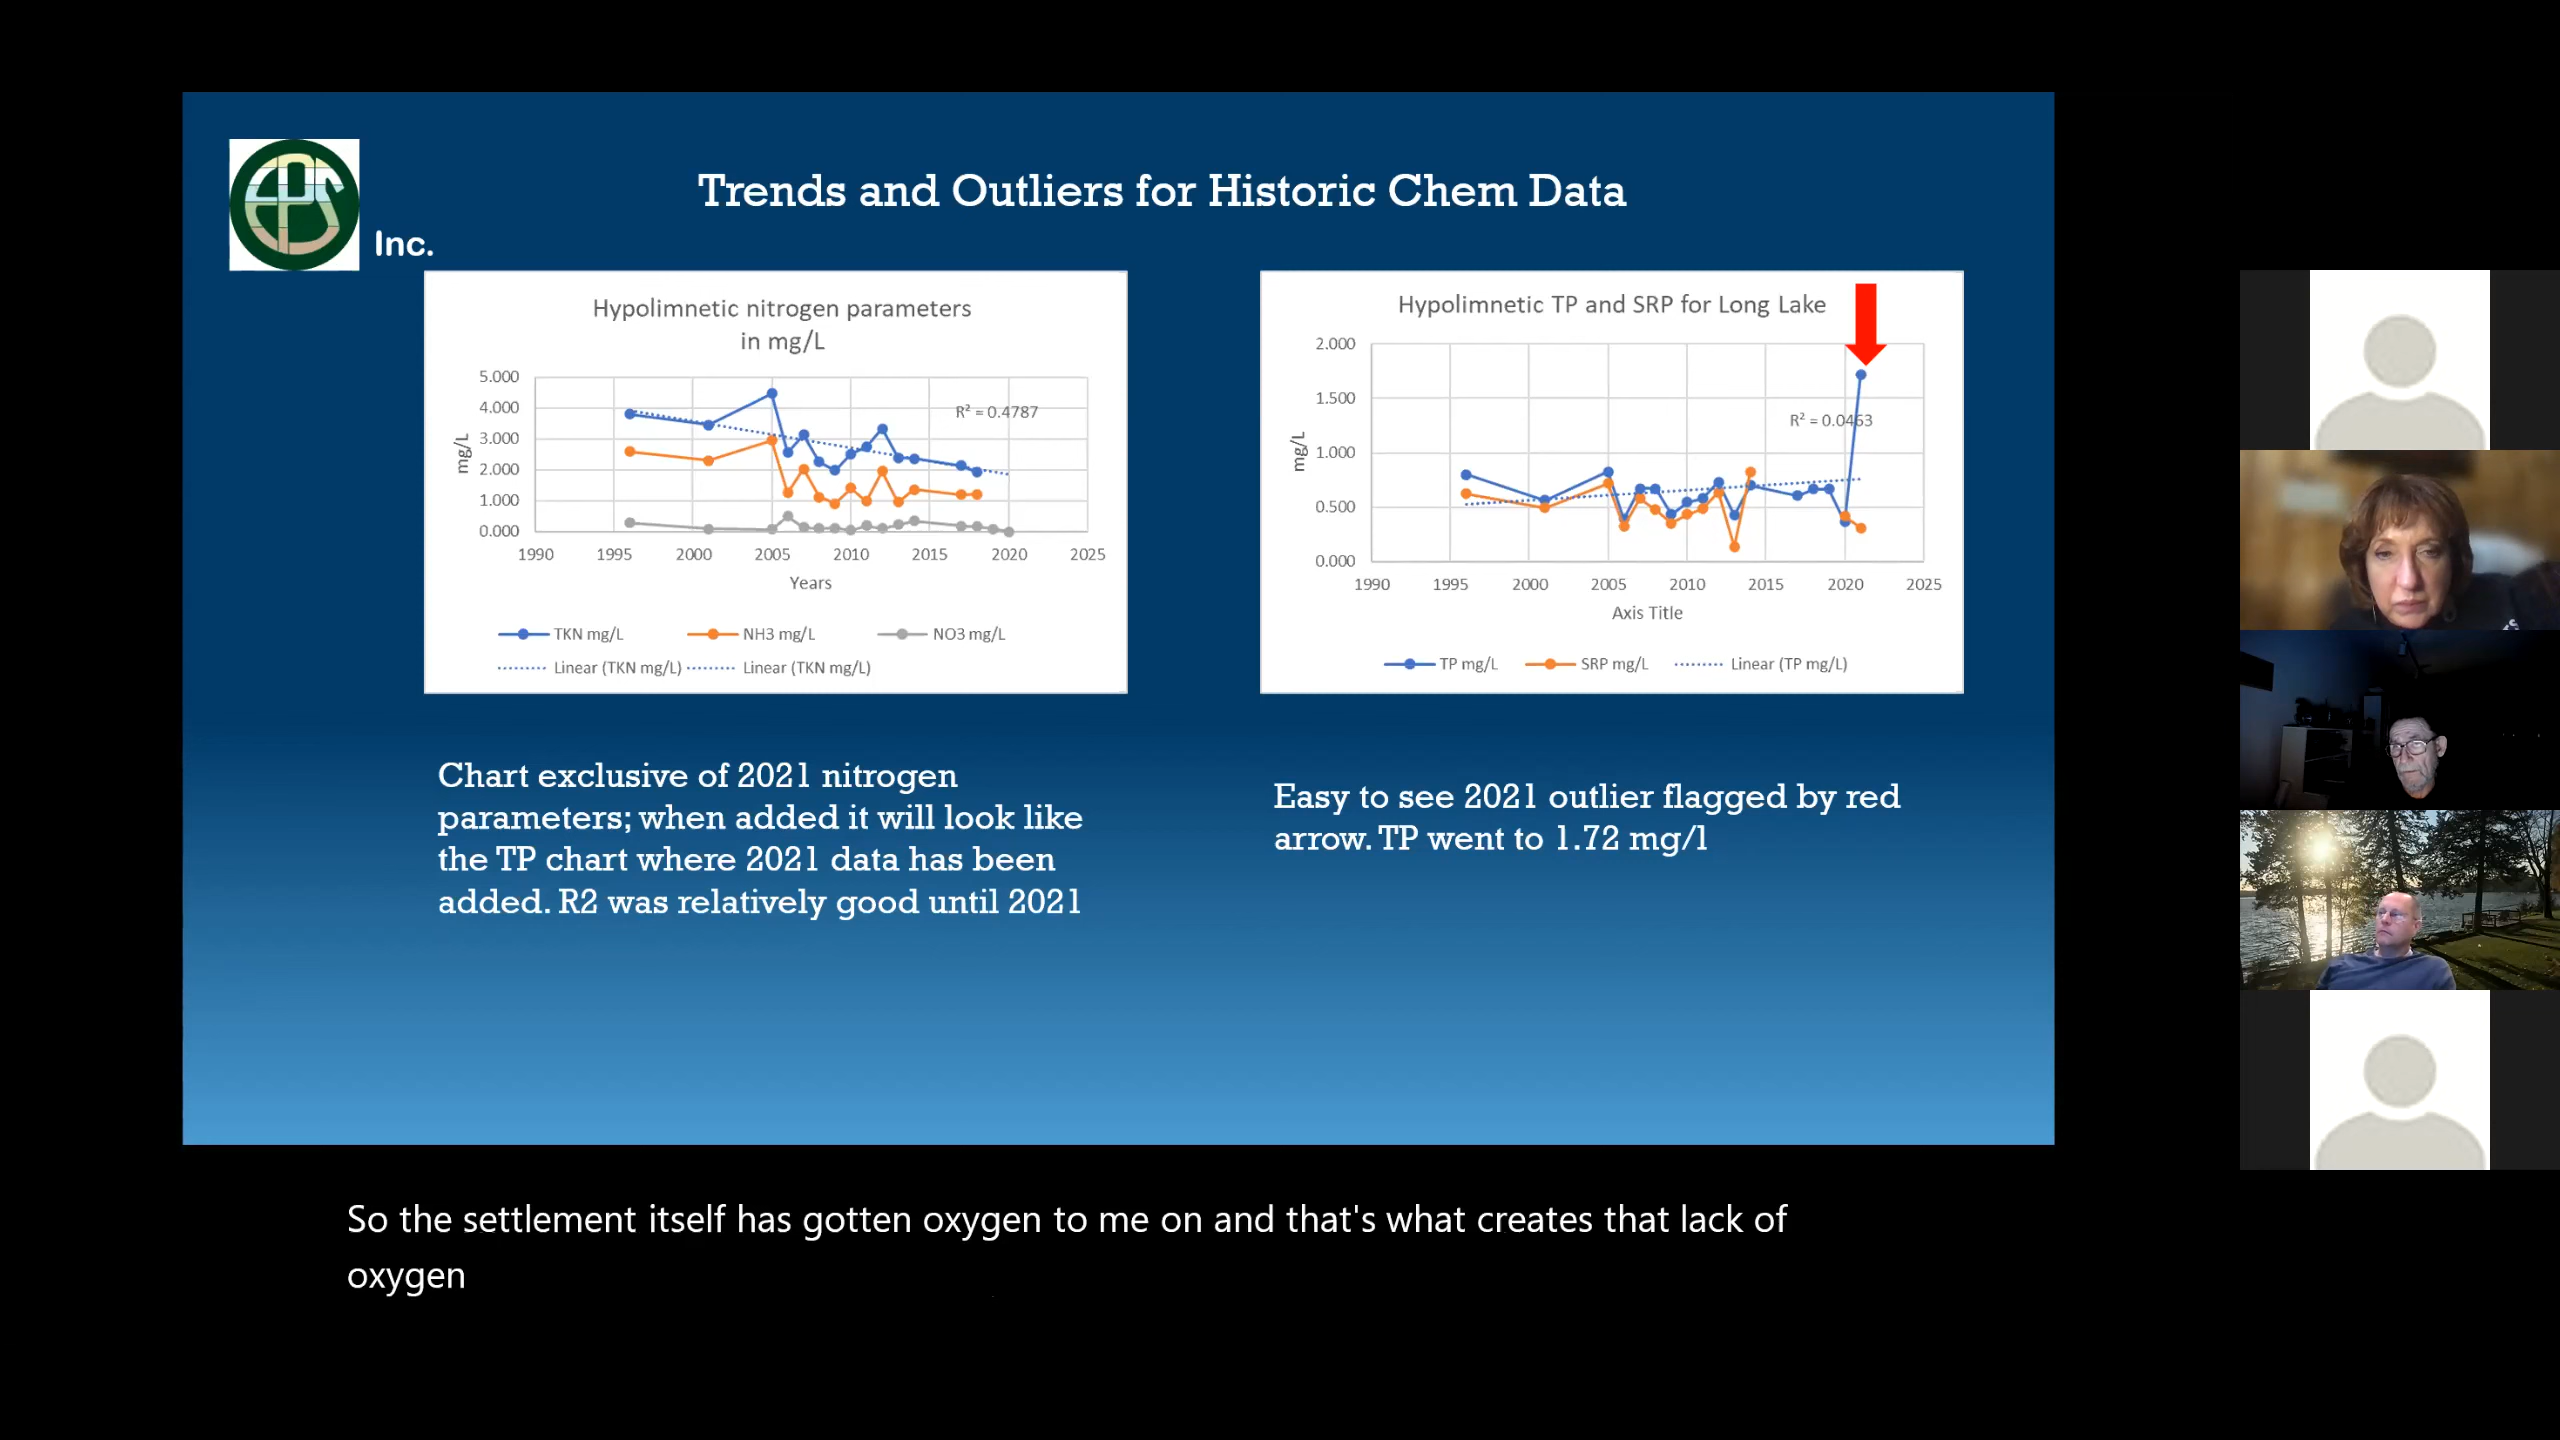 Trends and Outliers for Historic Chem Data
EPS
Inc.
Hypolimnetic nitrogen parameters
in mg/L
5.000
4.000
3.000
2.000
1.000
0.000
mg/L
R² = 0.4787
1990 1995 2000 2005 2010 2015 2020 2025
Years
TKN mg/L NH3 mg/L NO3 mg/L
Linear (TKN mg/L) Linear (TKN mg/L)
Hypolimnetic TP and SRP for Long Lake
2.000
1.500
1.000
0.500
0.000
mg/L
R² = 0.0463
1990 1995 2000 2005 2010 2015 2020 2025
Axis Title
TP mg/L SRP mg/L Linear (TP mg/L)
Chart exclusive of 2021 nitrogen
parameters; when added it will look like
the TP chart where 2021 data has been
added. R2 was relatively good until 2021
Easy to see 2021 outlier flagged by red
arrow. TP went to 1.72 mg/l
So the settlement itself has gotten oxygen to me on and that's what creates that lack of
oxygen